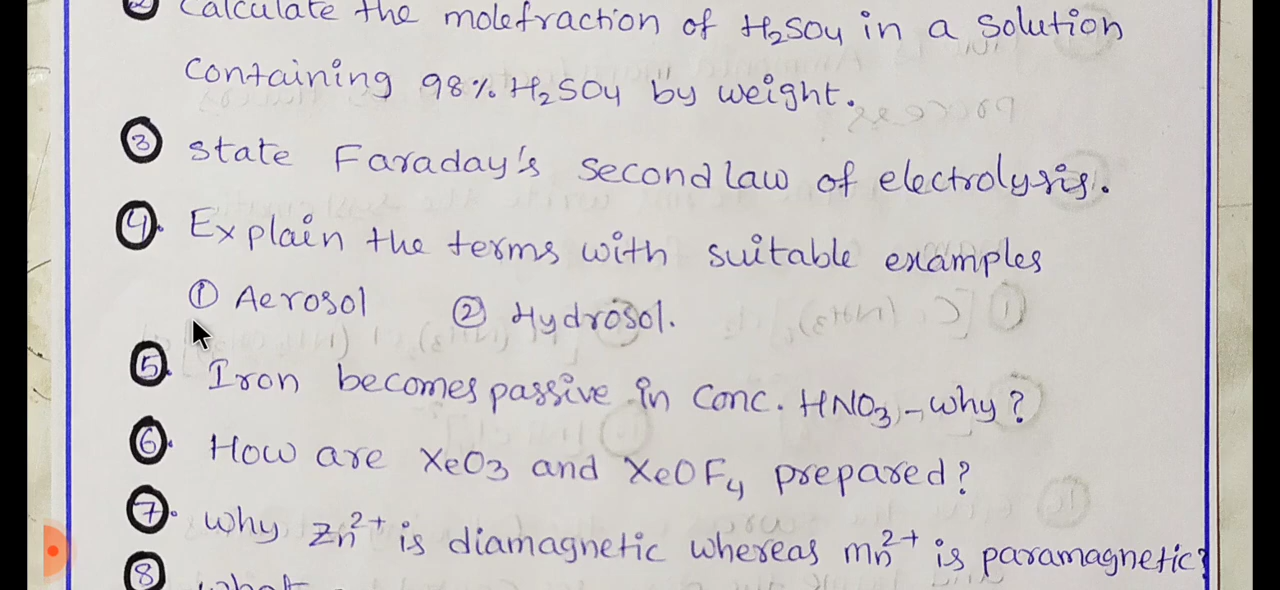 ② Calculate the molefraction of H₂SO₄ in a solution
containing 98% H₂SO₄ by weight.
③ State Faraday's second law of electrolysis.
④. Explain the terms with suitable examples
① Aerosol ② Hydrosol.
⑤. Iron becomes passive in conc. HNO₃ - why?
⑥. How are XeO₃ and XeOF₄ prepared?
⑦. Why Zn²⁺ is diamagnetic whereas mn²⁺ is paramagnetic?
⑧ what